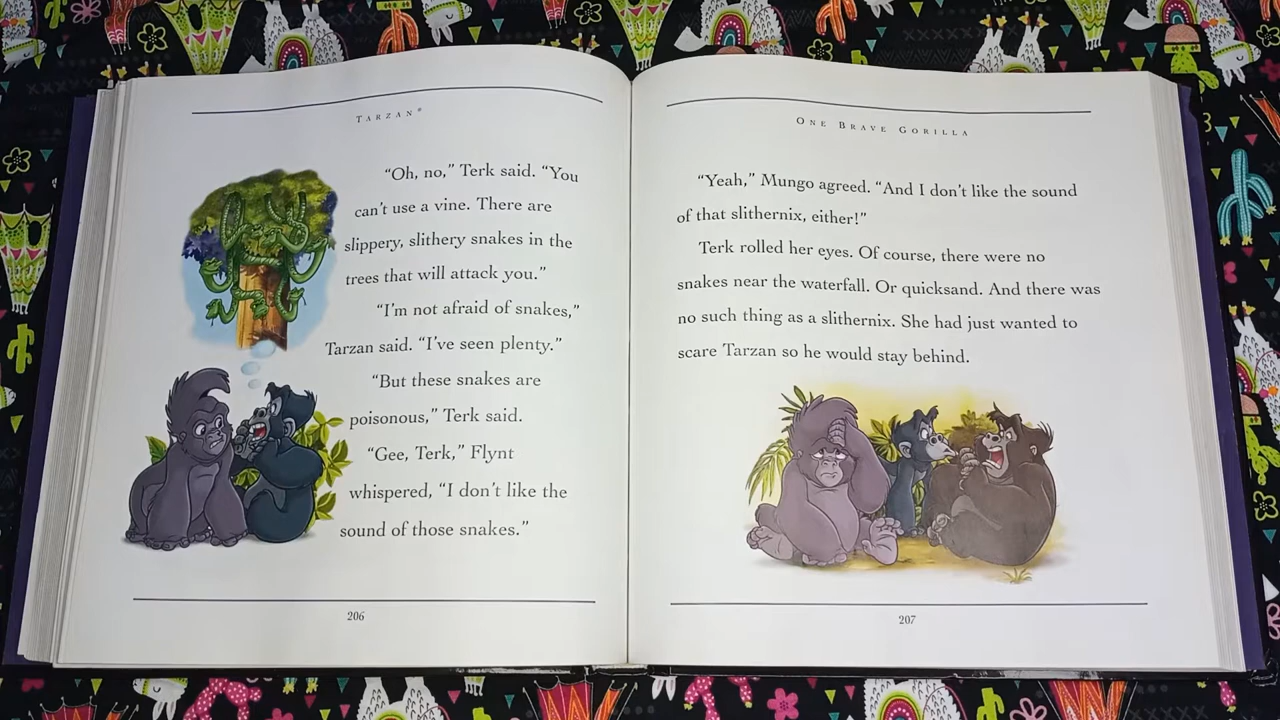 TARZAN®
“Oh, no,” Terk said. “You
can’t use a vine. There are
slippery, slithery snakes in the
trees that will attack you.”
“I’m not afraid of snakes,”
Tarzan said. “I’ve seen plenty.”
“But these snakes are
poisonous,” Terk said.
“Gee, Terk,” Flynt
whispered, “I don’t like the
sound of those snakes.”
206
ONE BRAVE GORILLA
“Yeah,” Mungo agreed. “And I don’t like the sound
of that slithernix, either!”
Terk rolled her eyes. Of course, there were no
snakes near the waterfall. Or quicksand. And there was
no such thing as a slithernix. She had just wanted to
scare Tarzan so he would stay behind.
207